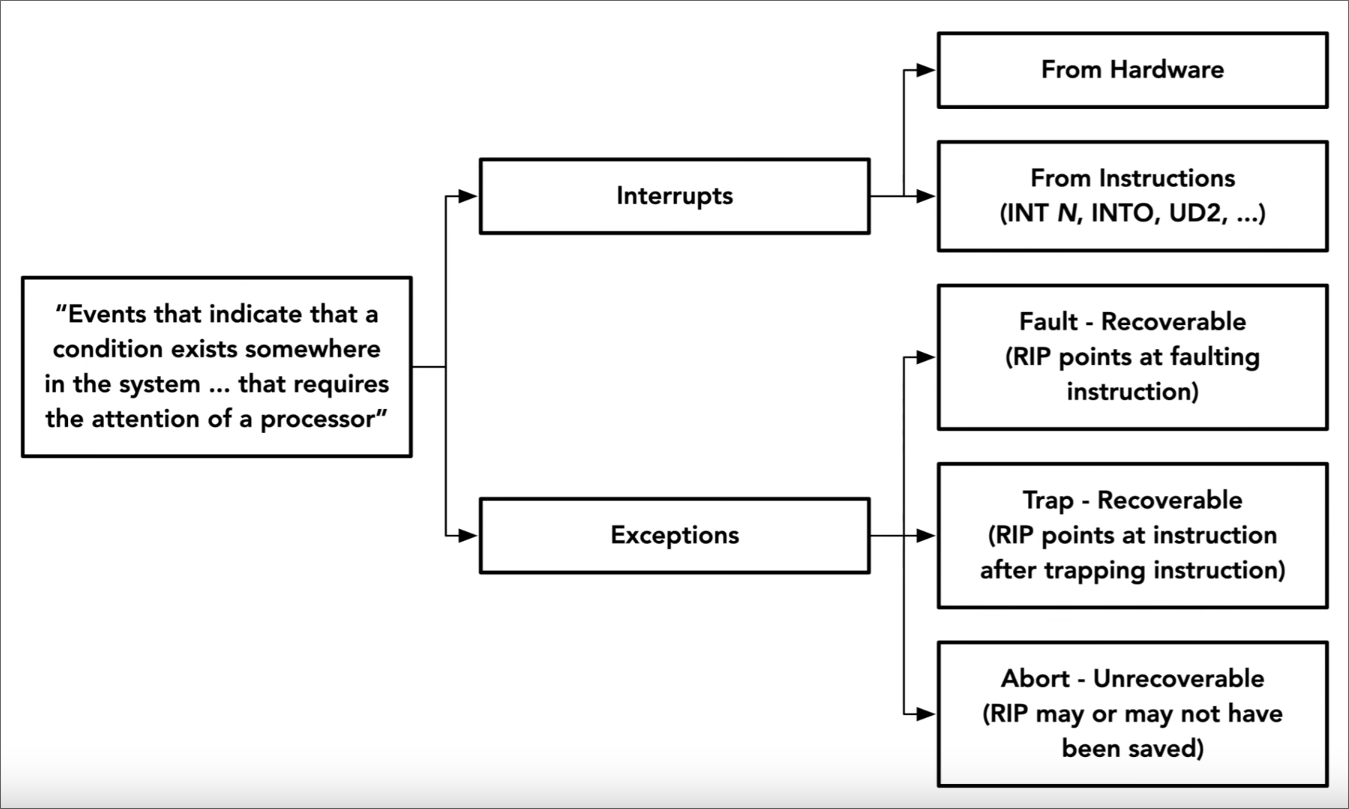 “Events that indicate that a
condition exists somewhere
in the system ... that requires
the attention of a processor”
Interrupts
Exceptions
From Hardware
From Instructions
(INT N, INTO, UD2, ...)
Fault - Recoverable
(RIP points at faulting
instruction)
Trap - Recoverable
(RIP points at instruction
after trapping instruction)
Abort - Unrecoverable
(RIP may or may not have
been saved)